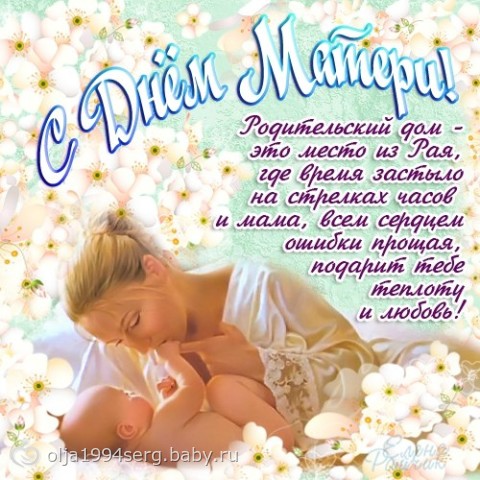 С Днём Матери!
Родительский дом -
это место из Рая,
где время застыло
на стрелках часов
и мама, всем сердцем
ошибки прощая,
подарит тебе
теплоту
и любовь!
olja1994serg.baby.ru